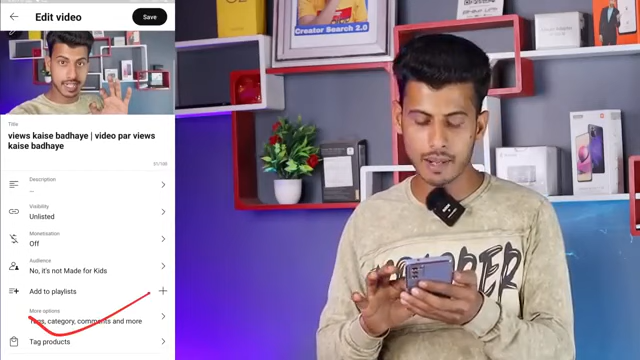 Edit video
Save
Title
views kaise badhaye | video par views
kaise badhaye
Description
Visibility
Unlisted
Monetisation
Off
Audience
No, it's not Made for Kids
Add to playlists
More options
Tags, category, comments and more
Tag products
Creator Search 2.0